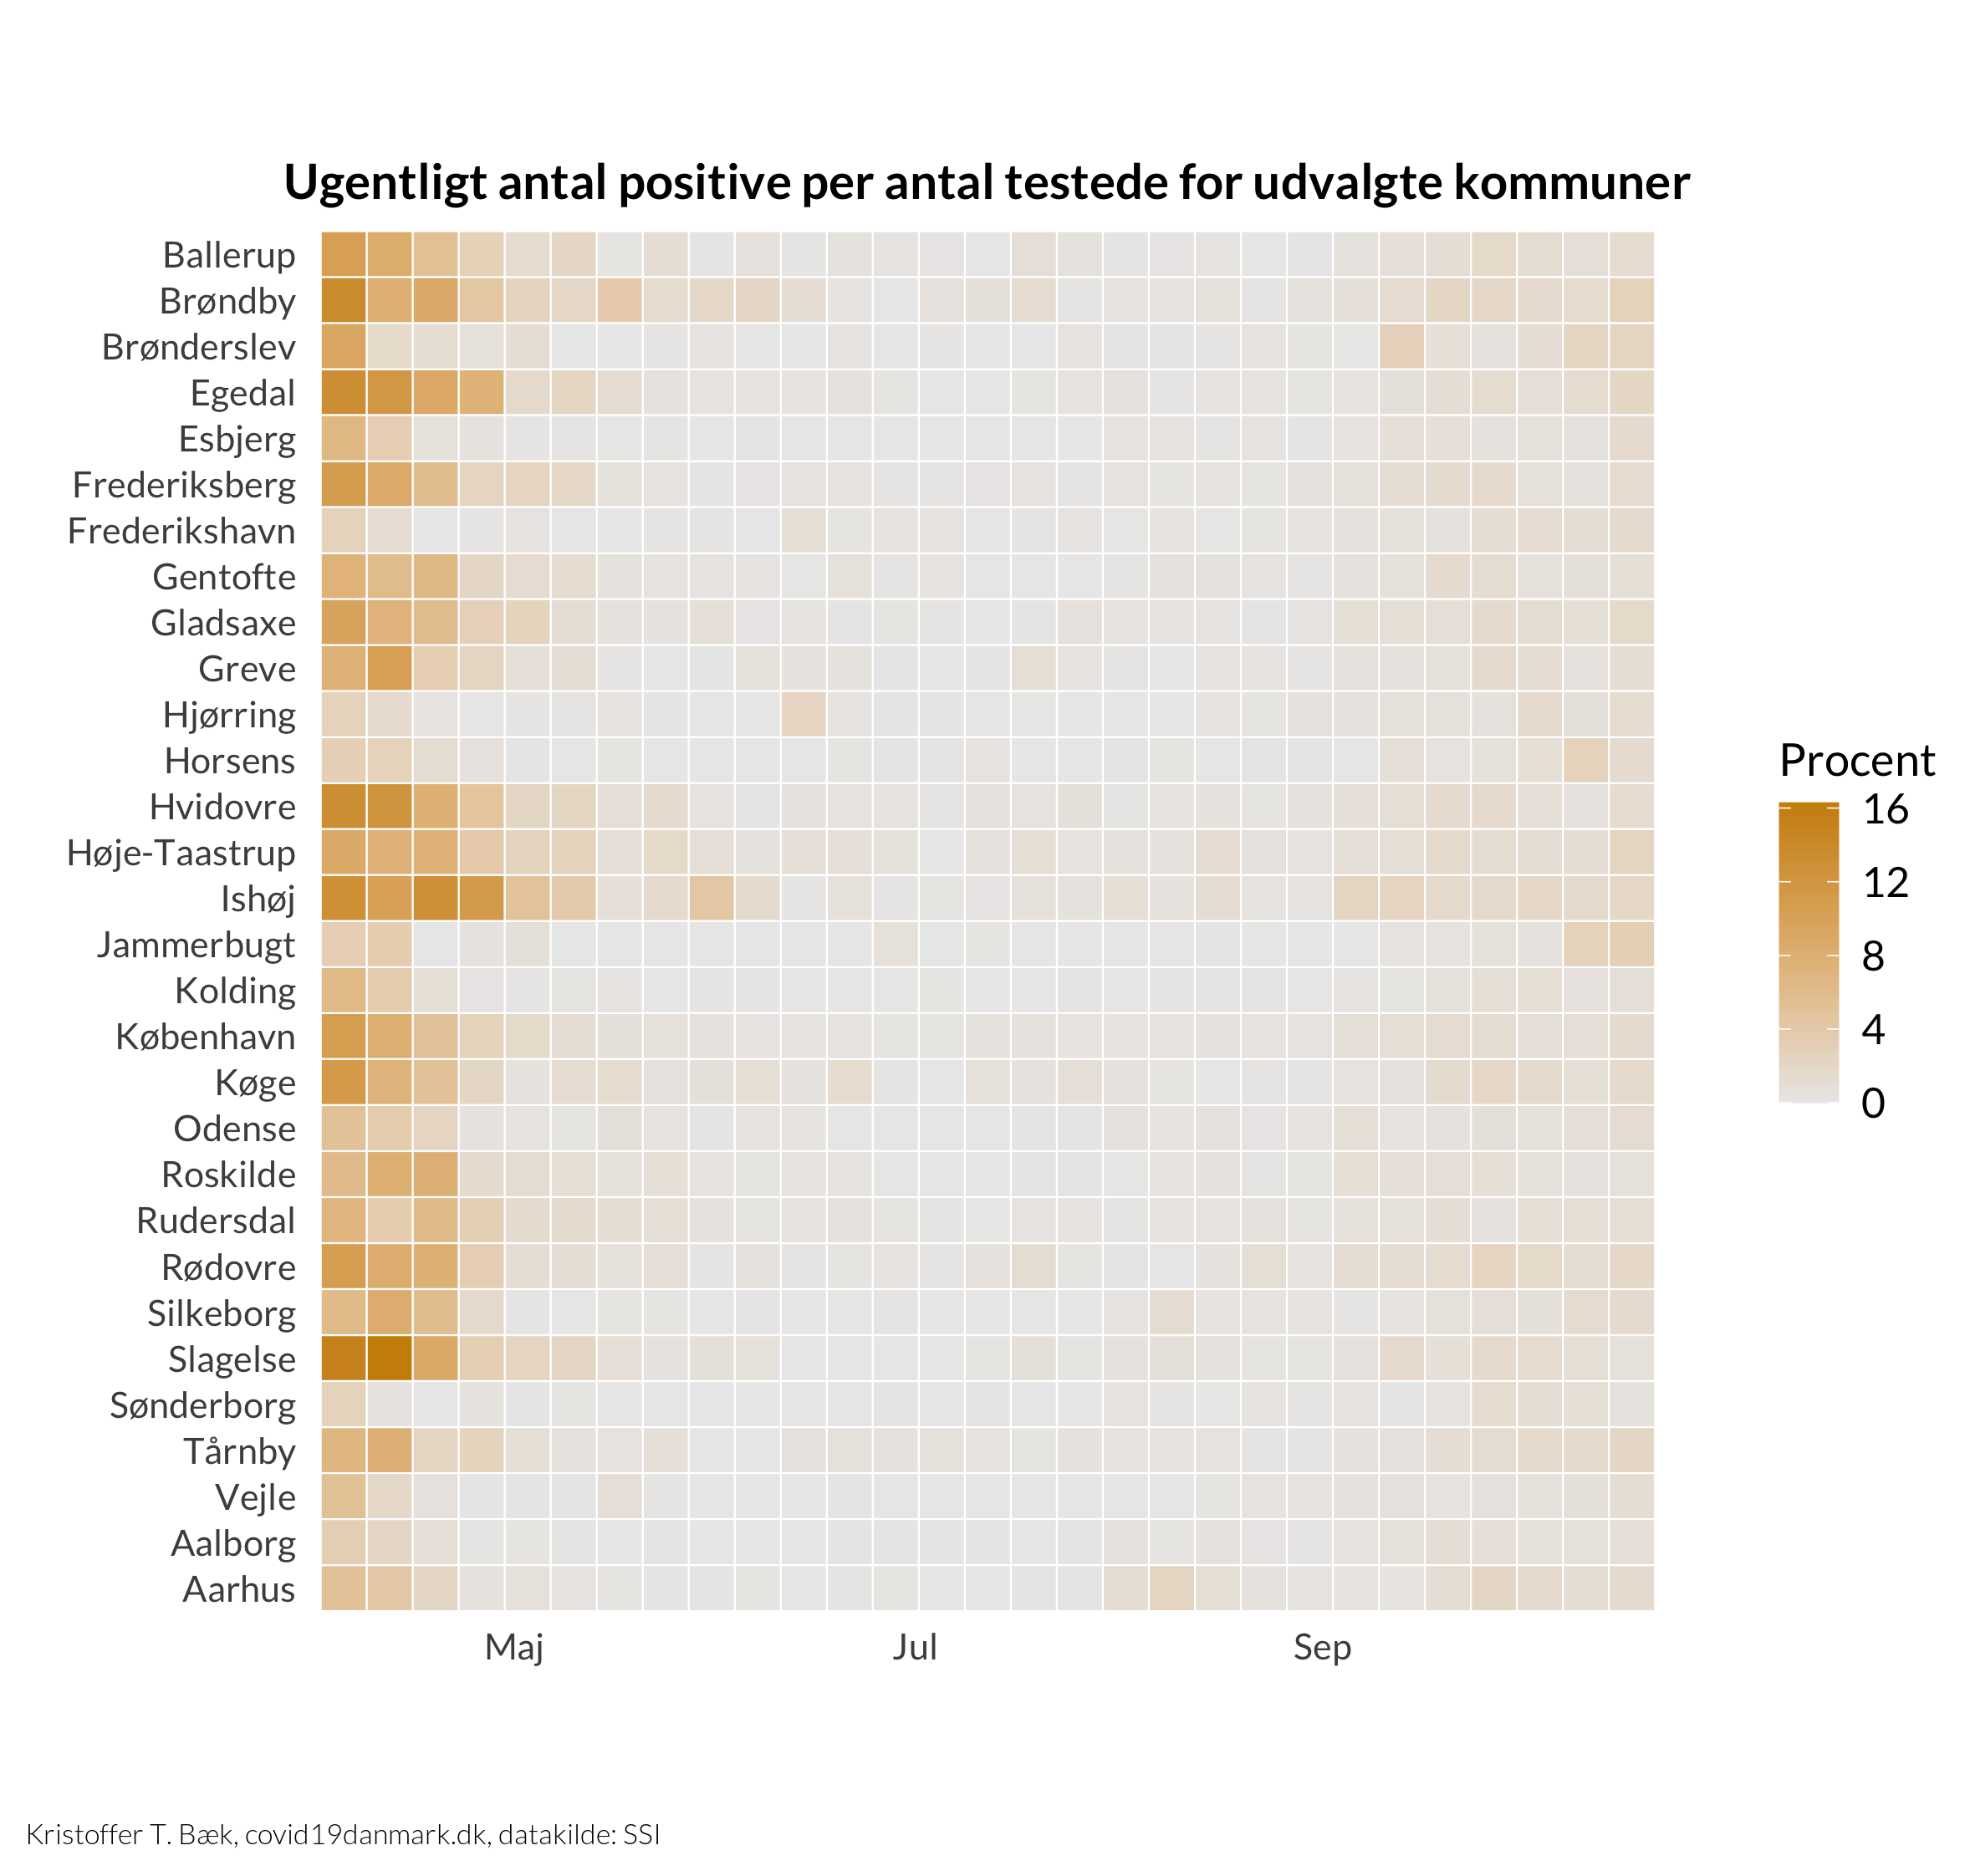 Ugentligt antal positive per antal testede for udvalgte kommuner
Ballerup
Brøndby
Brønderslev
Egedal
Esbjerg
Frederiksberg
Frederikshavn
Gentofte
Gladsaxe
Greve
Hjørring
Horsens
Hvidovre
Høje-Taastrup
Ishøj
Jammerbugt
Kolding
København
Køge
Odense
Roskilde
Rudersdal
Rødovre
Silkeborg
Slagelse
Sønderborg
Tårnby
Vejle
Aalborg
Aarhus
Maj
Jul
Sep
Procent
16
12
8
4
0
Kristoffer T. Bæk, covid19danmark.dk, datakilde: SSI